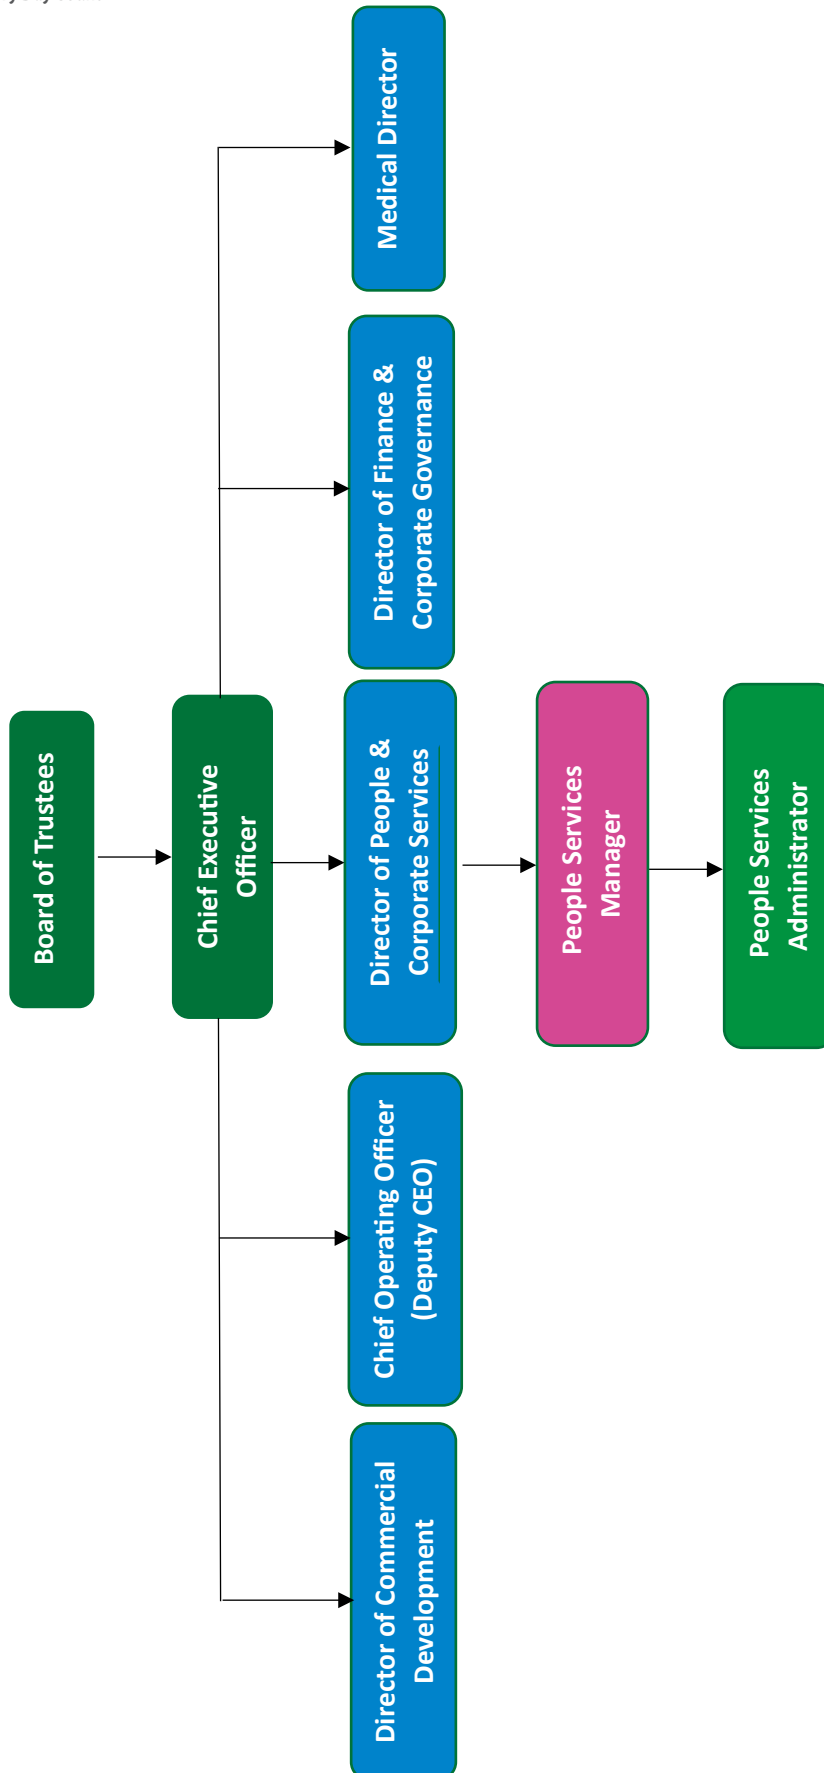 Board of Trustees
Chief Executive
Officer
Director of Commercial
Development
Chief Operating Officer
(Deputy CEO)
Director of People &
Corporate Services
Director of Finance &
Corporate Governance
Medical Director
People Services
Manager
People Services
Administrator